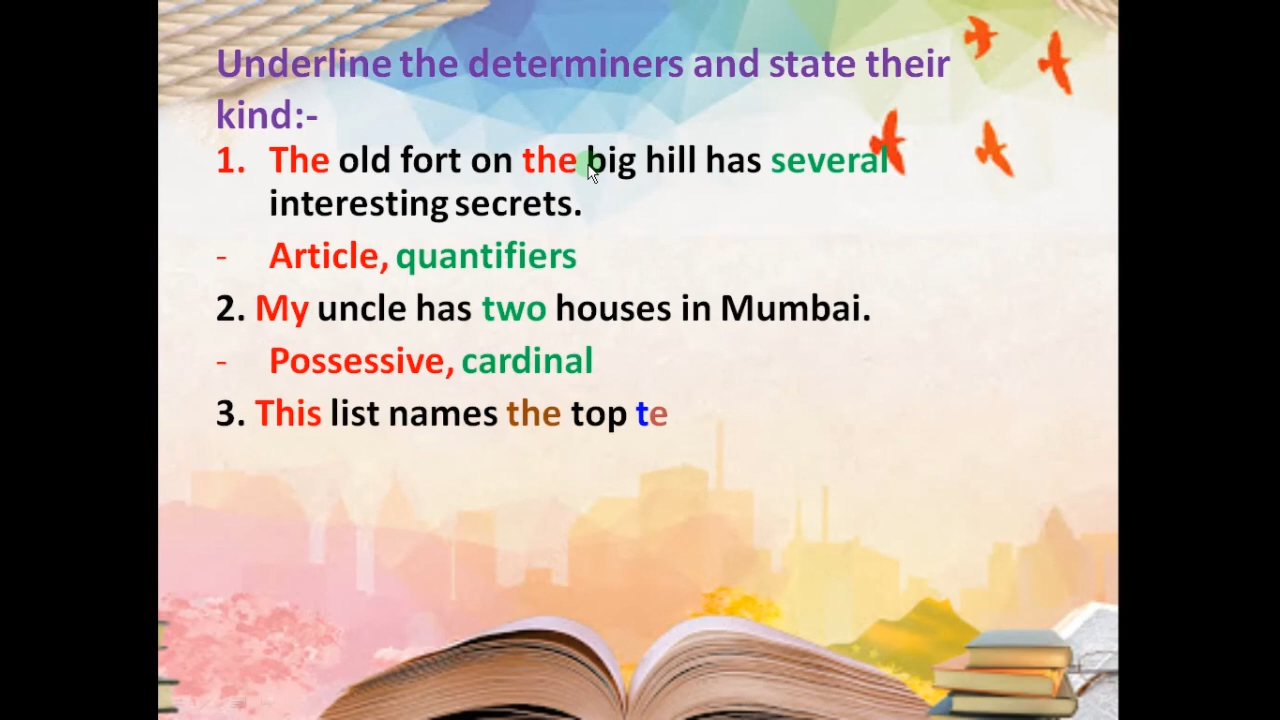 Underline the determiners and state their
kind:-
1. The old fort on the big hill has several
interesting secrets.
- Article, quantifiers
2. My uncle has two houses in Mumbai.
- Possessive, cardinal
3. This list names the top te